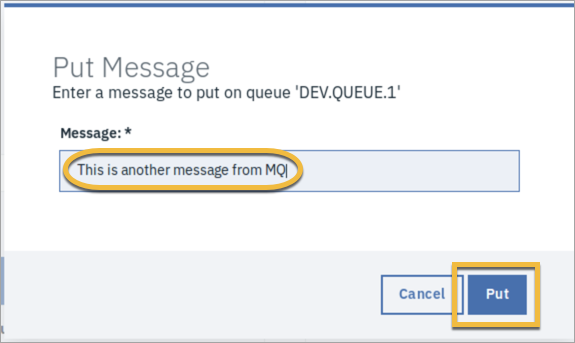 Put Message
Enter a message to put on queue 'DEV.QUEUE.1'
Message: *
This is another message from MQ
Cancel Put